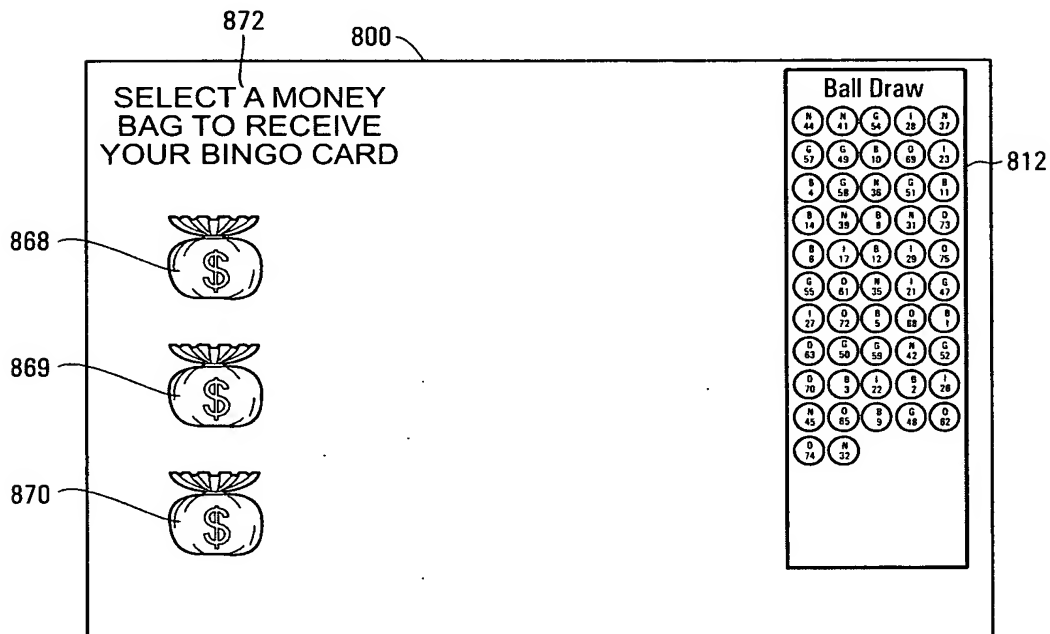 872
800
SELECT A MONEY
BAG TO RECEIVE
YOUR BINGO CARD
868
$
869
$
870
$
Ball Draw
N 44 N 41 G 54 I 28 N 37
G 57 G 49 B 10 O 69 I 23
B 4 G 58 N 36 G 51 B 11
B 14 N 39 B 8 N 31 O 73
B 6 I 17 B 12 I 29 O 75
G 55 O 61 N 35 I 21 G 47
I 27 O 72 B 5 O 68 B 1
O 63 G 50 G 59 N 42 G 52
O 70 B 3 I 22 B 2 I 26
N 45 O 65 B 9 G 48 O 62
O 74 N 32
812